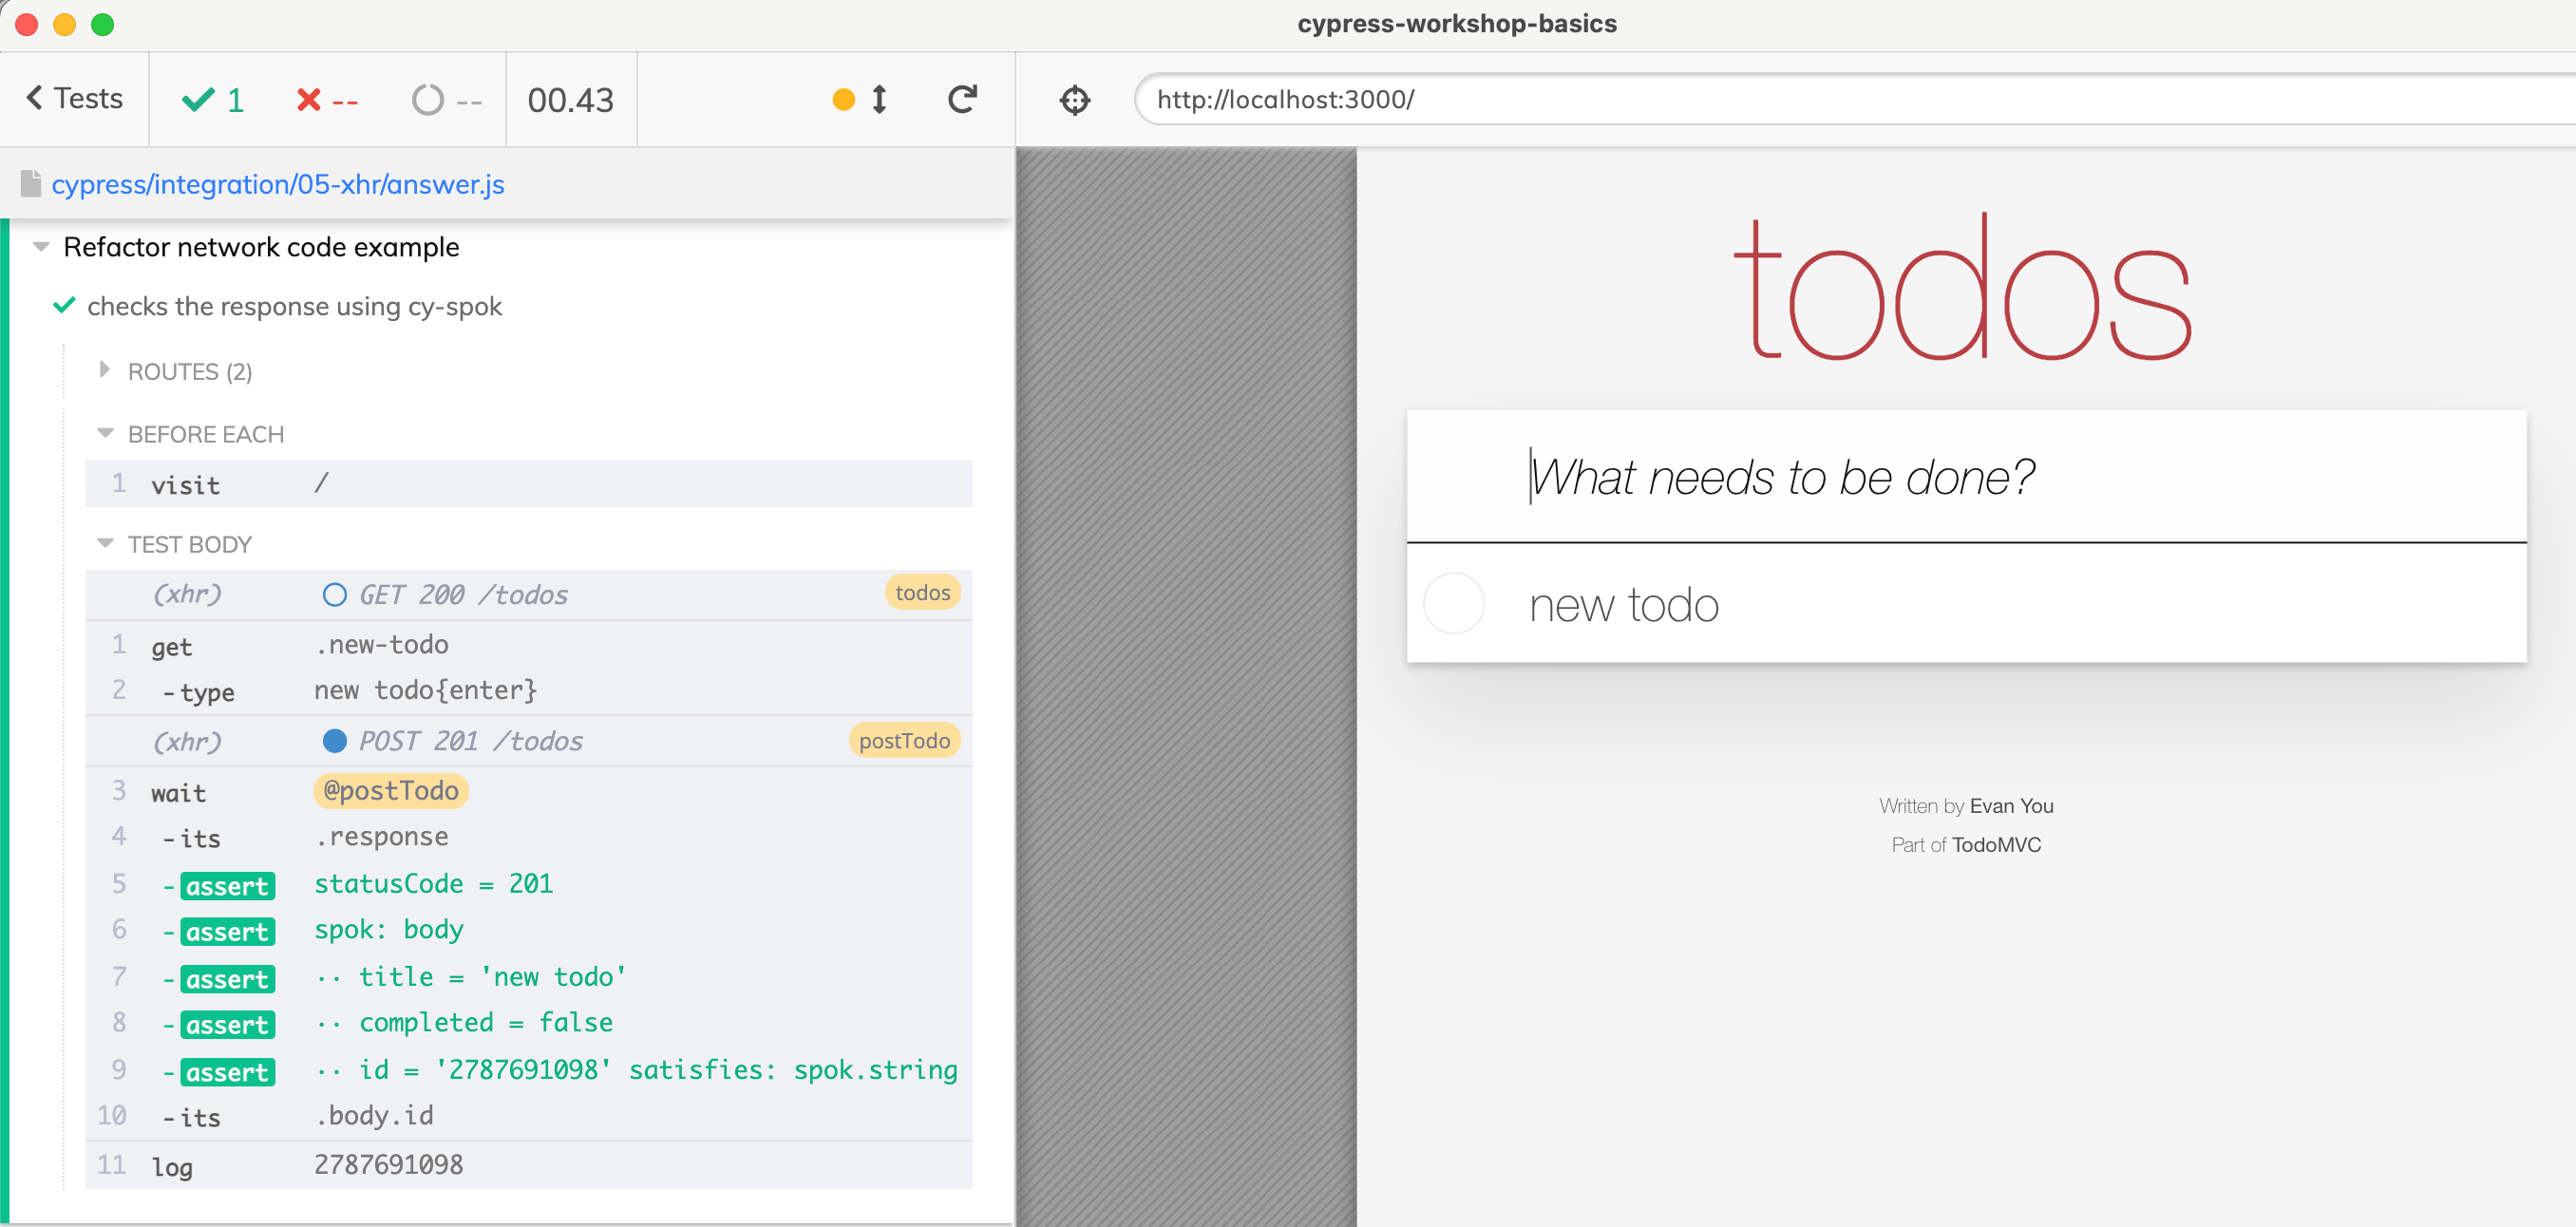 cypress-workshop-basics
Tests 1 -- -- 00.43
http://localhost:3000/
cypress/integration/05-xhr/answer.js
Refactor network code example
checks the response using cy-spok
ROUTES (2)
BEFORE EACH
1 visit /
TEST BODY
(xhr) GET 200 /todos todos
1 get .new-todo
2 -type new todo{enter}
(xhr) POST 201 /todos postTodo
3 wait @postTodo
4 -its .response
5 -assert statusCode = 201
6 -assert spok: body
7 -assert ·· title = 'new todo'
8 -assert ·· completed = false
9 -assert ·· id = '2787691098' satisfies: spok.string
10 -its .body.id
11 log 2787691098
todos
What needs to be done?
new todo
Written by Evan You
Part of TodoMVC